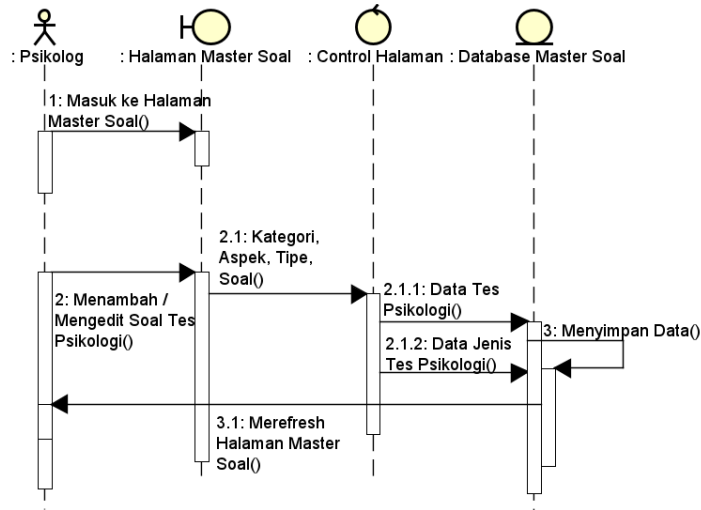 : Psikolog
: Halaman Master Soal
: Control Halaman
: Database Master Soal
1: Masuk ke Halaman
Master Soal()
2.1: Kategori,
Aspek, Tipe,
Soal()
2: Menambah /
Mengedit Soal Tes
Psikologi()
2.1.1: Data Tes
Psikologi()
3: Menyimpan Data()
2.1.2: Data Jenis
Tes Psikologi()
3.1: Merefresh
Halaman Master
Soal()